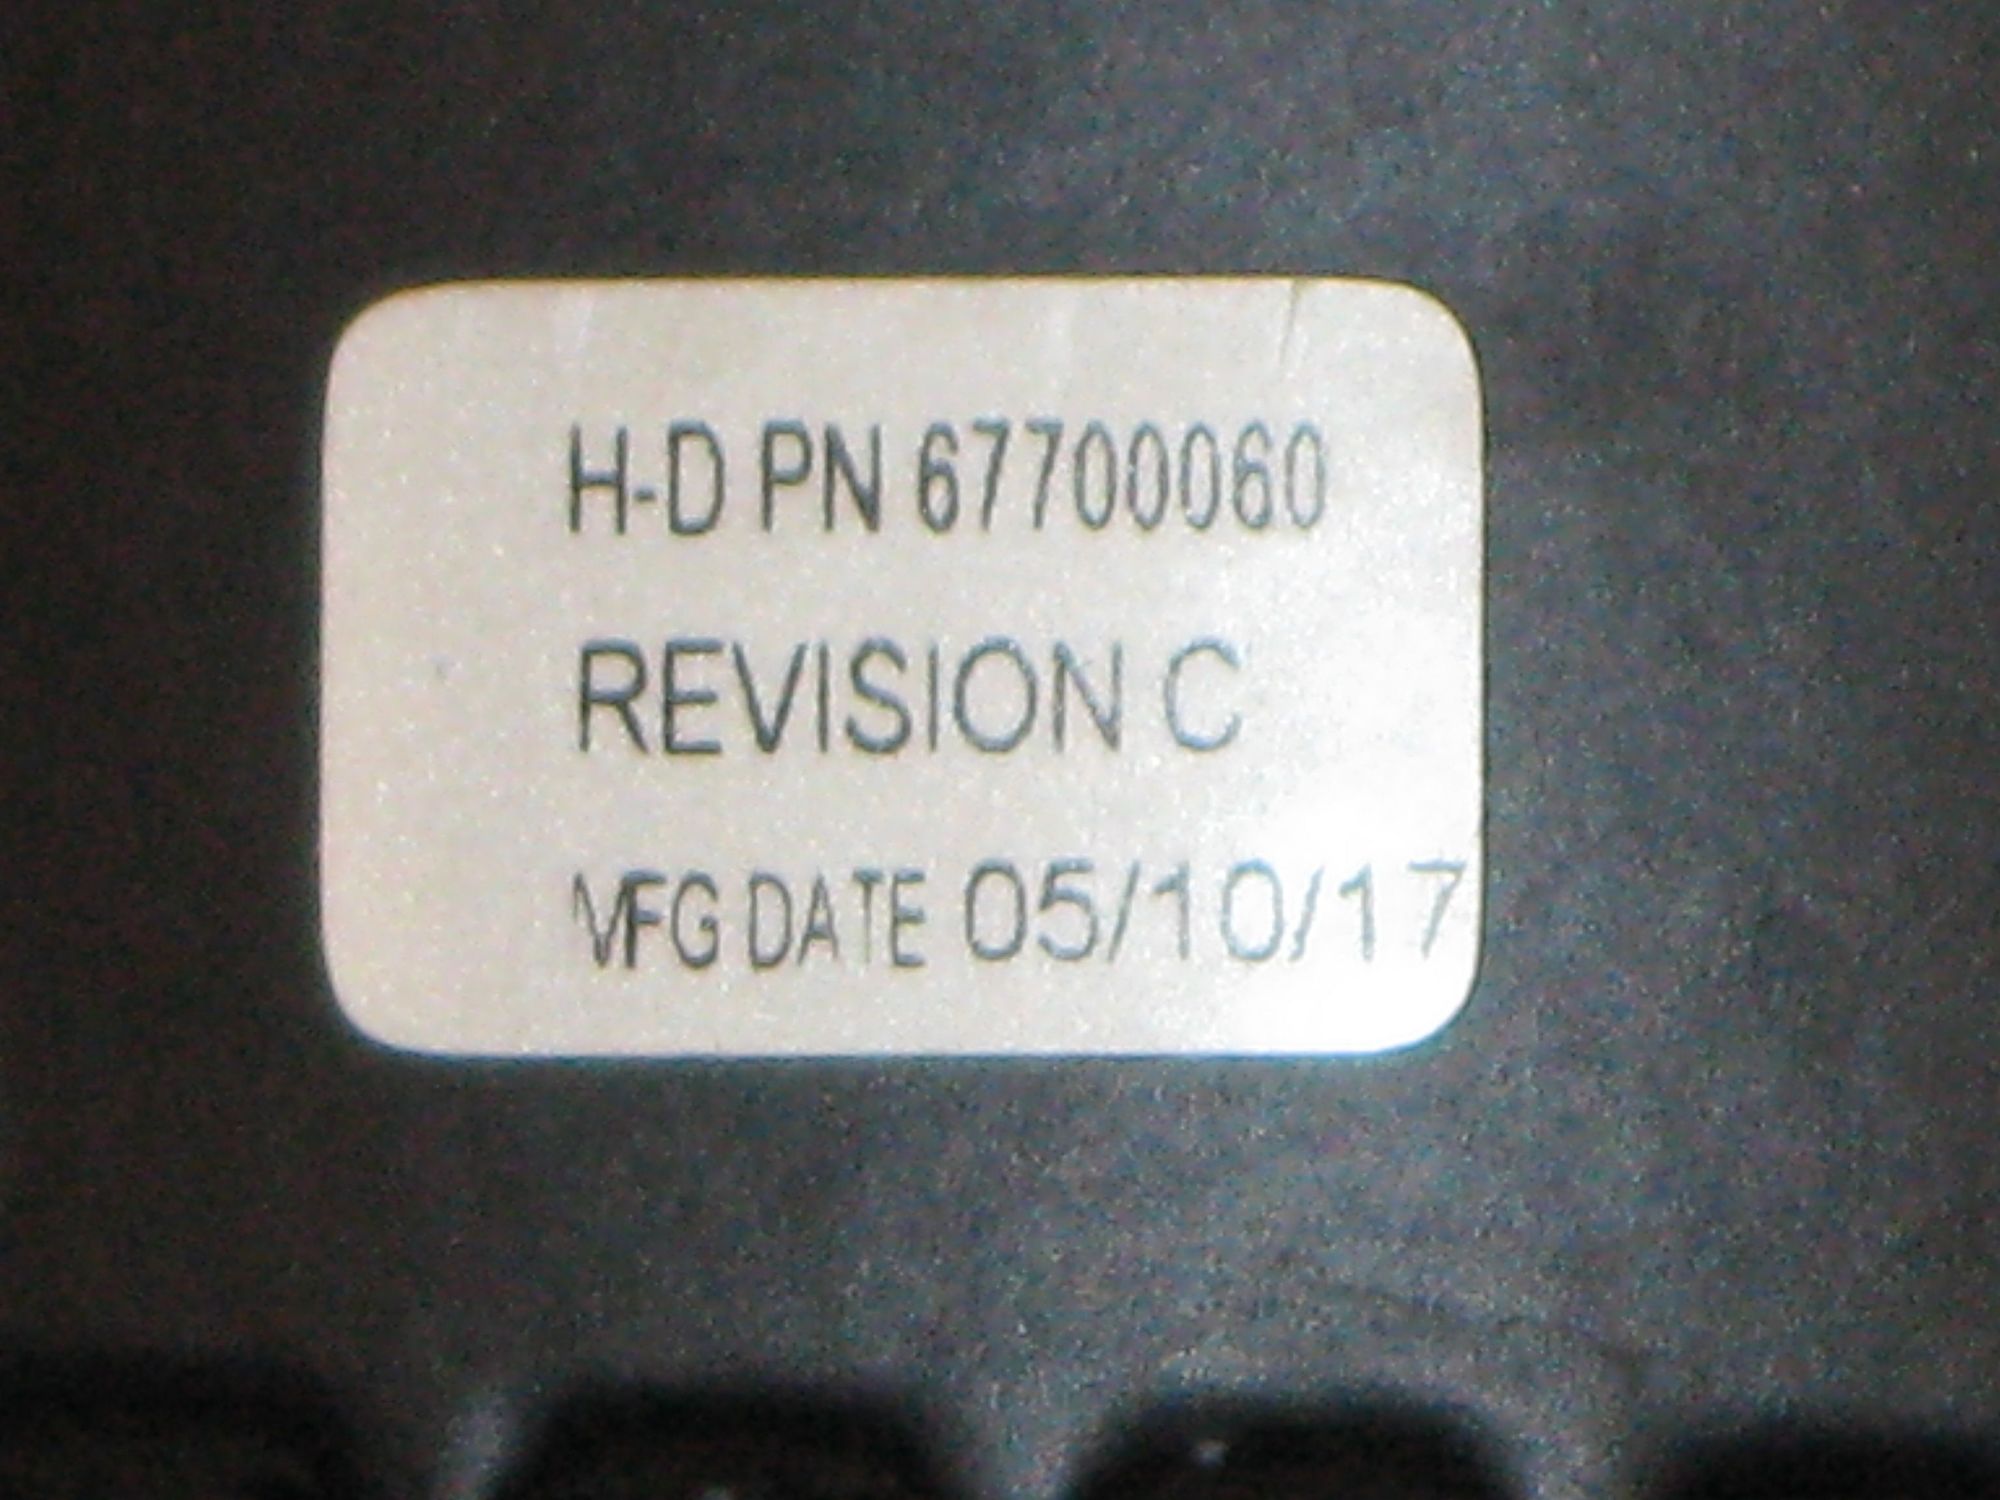 H-D PN 67700060
REVISION C
MFG DATE 05/10/17